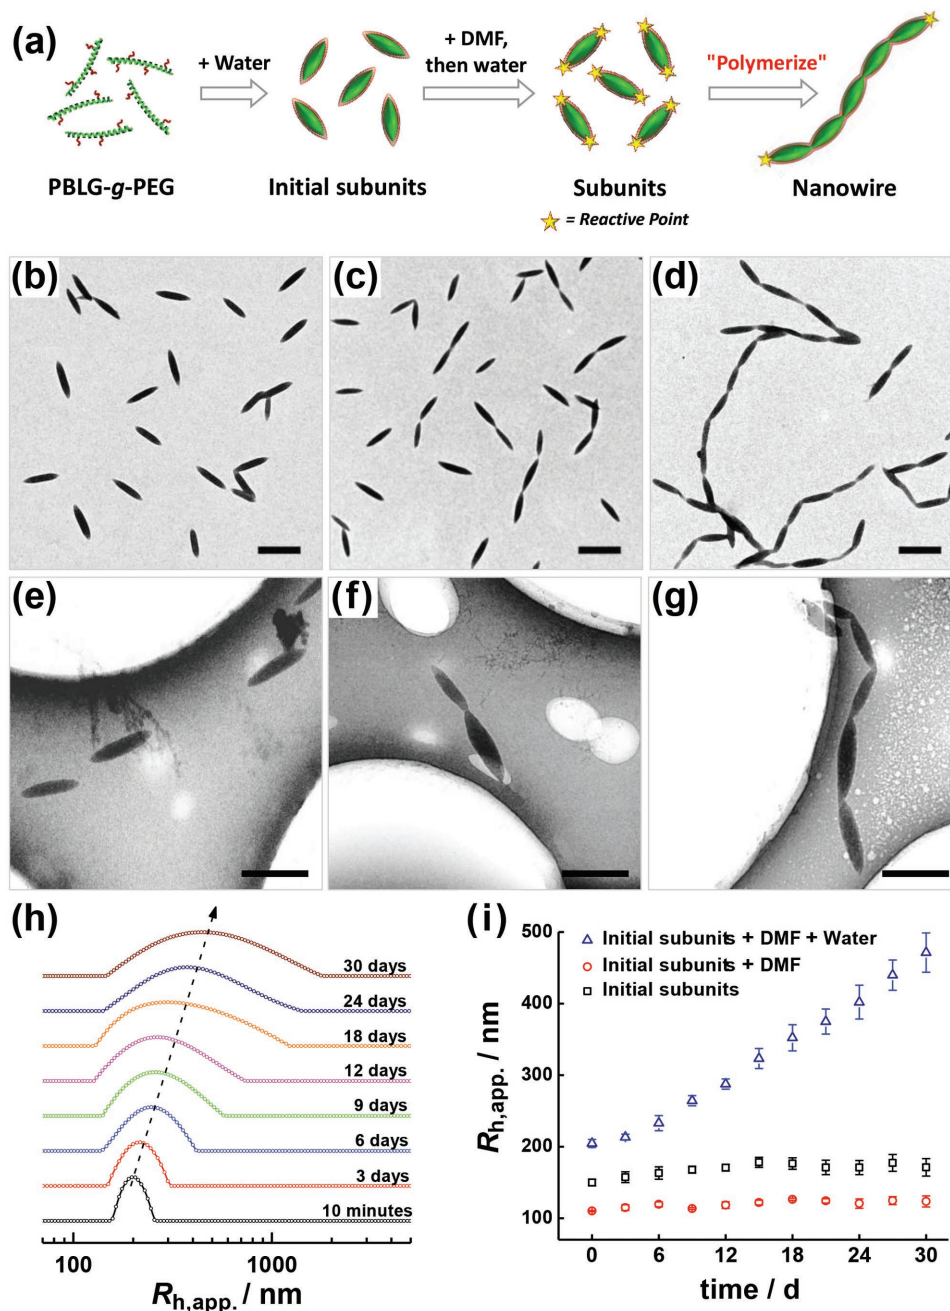 (a)
+ Water
+ DMF,
then water
"Polymerize"
PBLG-g-PEG
Initial subunits
Subunits
Nanowire
= Reactive Point
(b)
(c)
(d)
(e)
(f)
(g)
(h)
30 days
24 days
18 days
12 days
9 days
6 days
3 days
10 minutes
100
1000
Rh,app. / nm
(i)
Initial subunits + DMF + Water
Initial subunits + DMF
Initial subunits
500
400
300
200
100
0
6
12
18
24
30
Rh,app. / nm
time / d